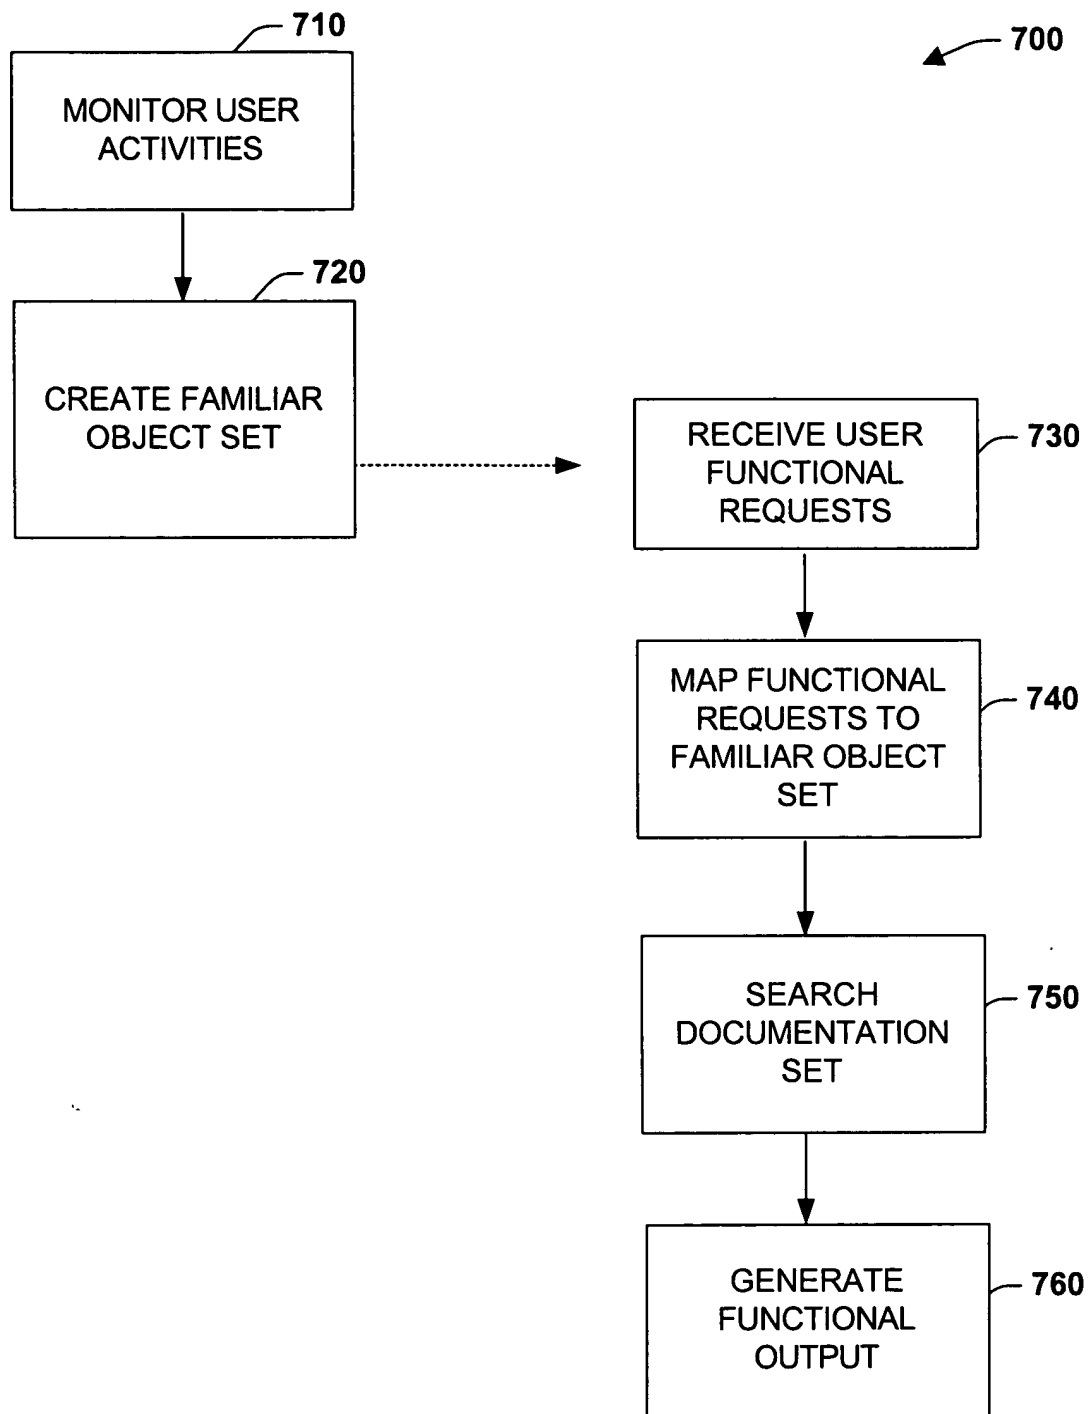 710
700
MONITOR USER
ACTIVITIES
720
CREATE FAMILIAR
OBJECT SET
RECEIVE USER
FUNCTIONAL
REQUESTS
730
MAP FUNCTIONAL
REQUESTS TO
FAMILIAR OBJECT
SET
740
SEARCH
DOCUMENTATION
SET
750
GENERATE
FUNCTIONAL
OUTPUT
760